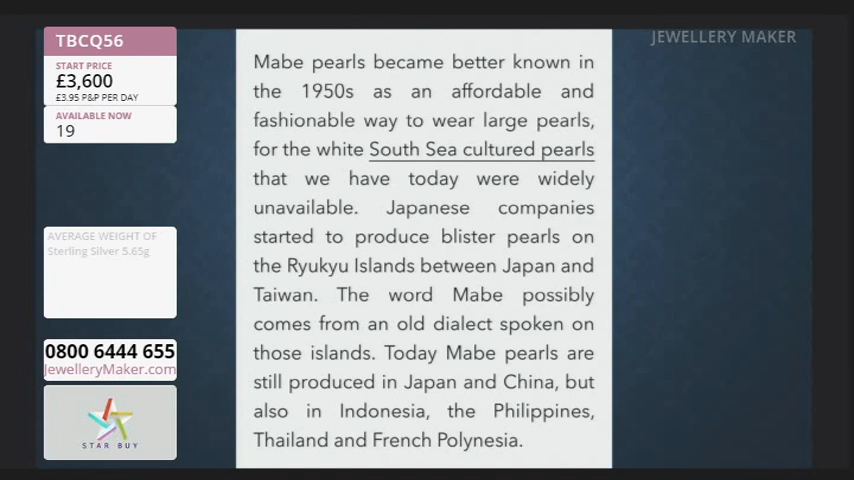 TBCQ56
START PRICE
£3,600
£3.95 P&P PER DAY
AVAILABLE NOW
19
AVERAGE WEIGHT OF
Sterling Silver 5.65g
0800 6444 655
JewelleryMaker.com
STAR BUY
JEWELLERY MAKER
Mabe pearls became better known in
the 1950s as an affordable and
fashionable way to wear large pearls,
for the white South Sea cultured pearls
that we have today were widely
unavailable. Japanese companies
started to produce blister pearls on
the Ryukyu Islands between Japan and
Taiwan. The word Mabe possibly
comes from an old dialect spoken on
those islands. Today Mabe pearls are
still produced in Japan and China, but
also in Indonesia, the Philippines,
Thailand and French Polynesia.